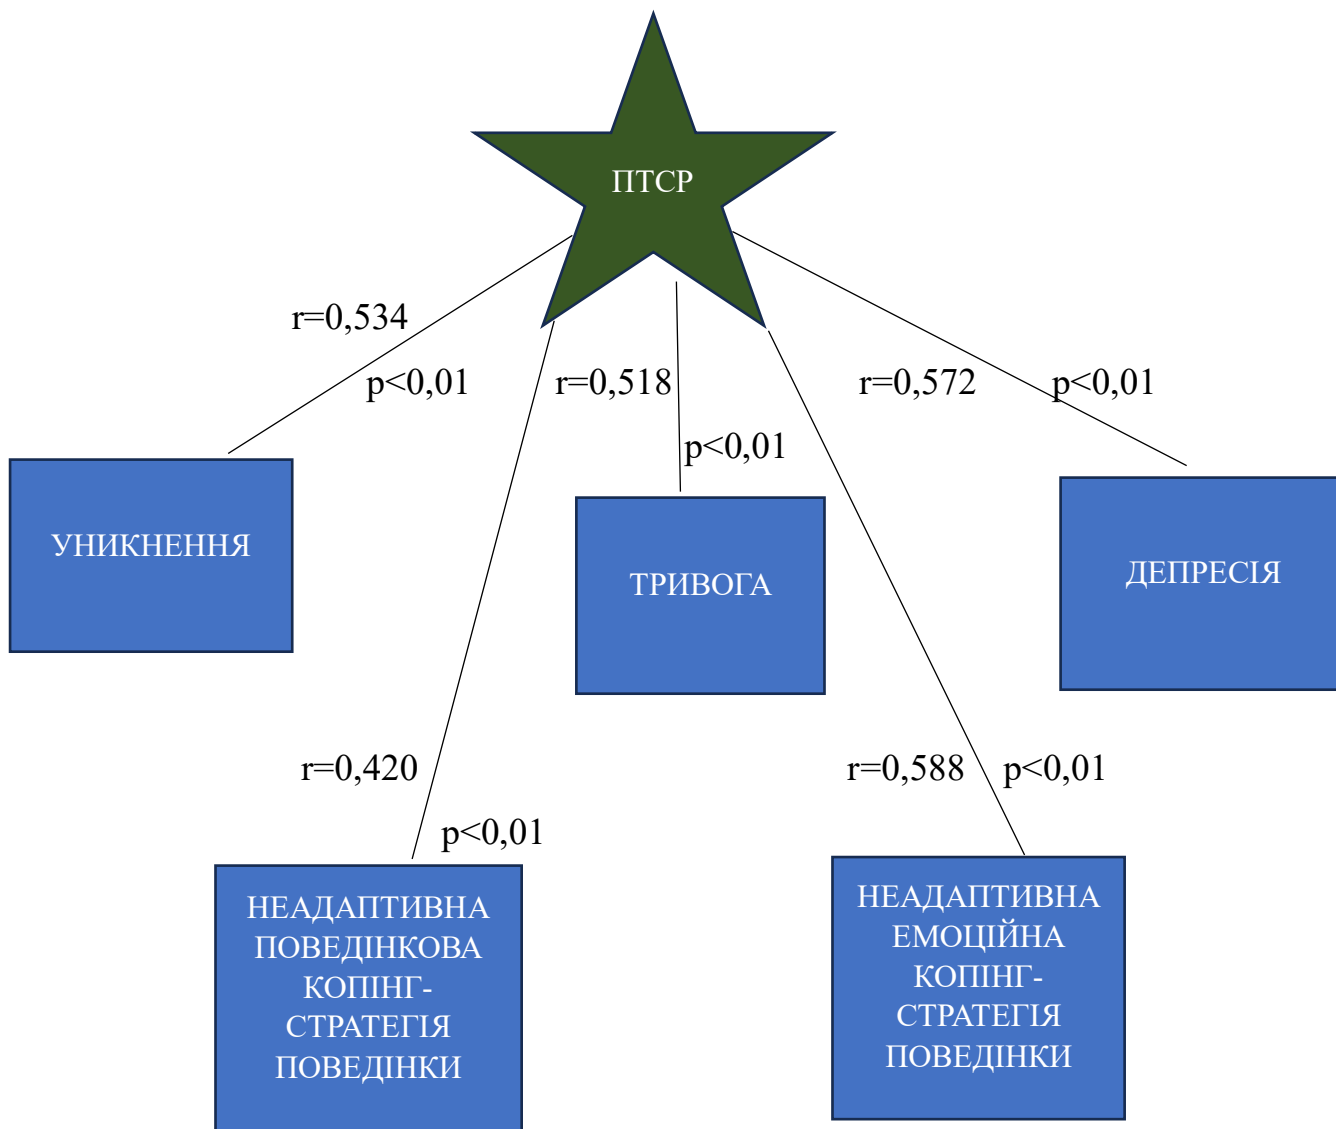 ПТСР
r=0,534
p<0,01
r=0,518
p<0,01
r=0,572
p<0,01
УНИКНЕННЯ
ТРИВОГА
ДЕПРЕСІЯ
r=0,420
p<0,01
r=0,588
p<0,01
НЕАДАПТИВНА
ПОВЕДІНКОВА
КОПІНГ-
СТРАТЕГІЯ
ПОВЕДІНКИ
НЕАДАПТИВНА
ЕМОЦІЙНА
КОПІНГ-
СТРАТЕГІЯ
ПОВЕДІНКИ